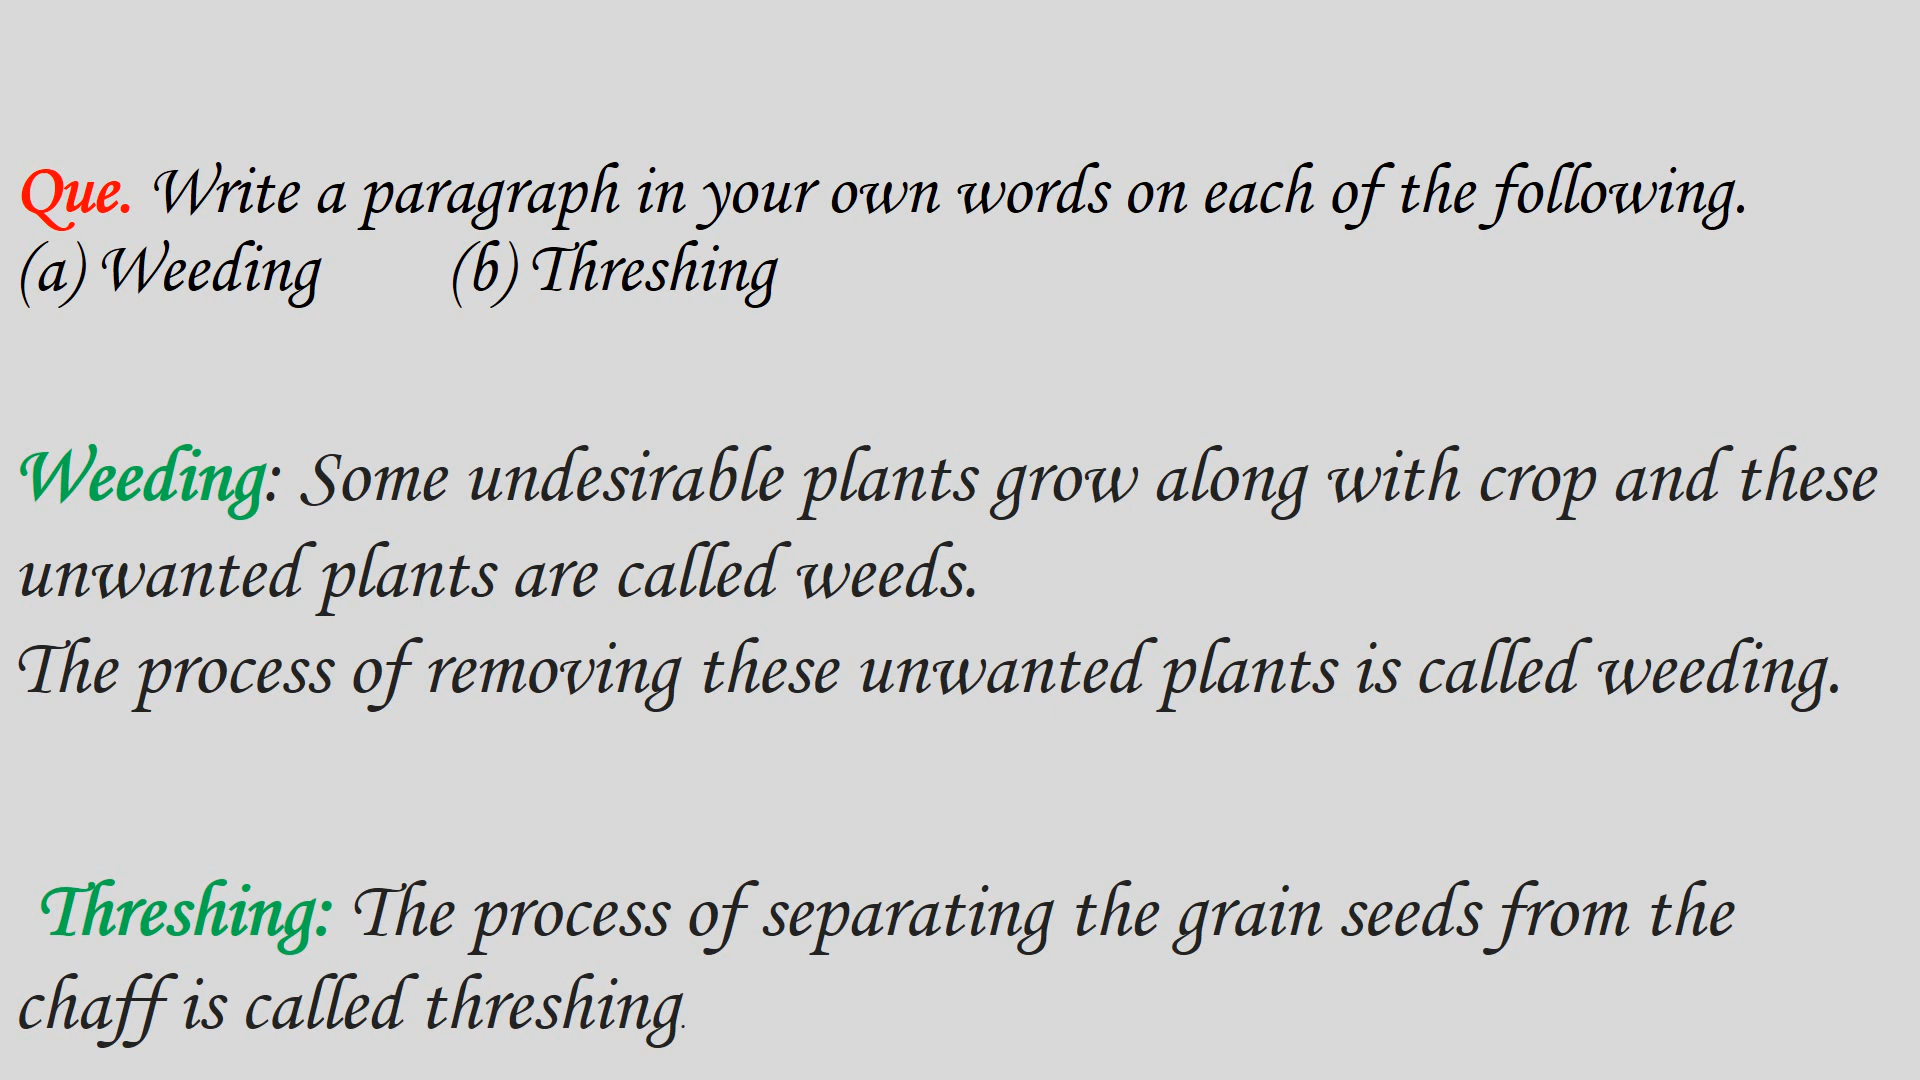 Que. Write a paragraph in your own words on each of the following.
(a) Weeding (b) Threshing
Weeding: Some undesirable plants grow along with crop and these
unwanted plants are called weeds.
The process of removing these unwanted plants is called weeding.
Threshing: The process of separating the grain seeds from the
chaff is called threshing.